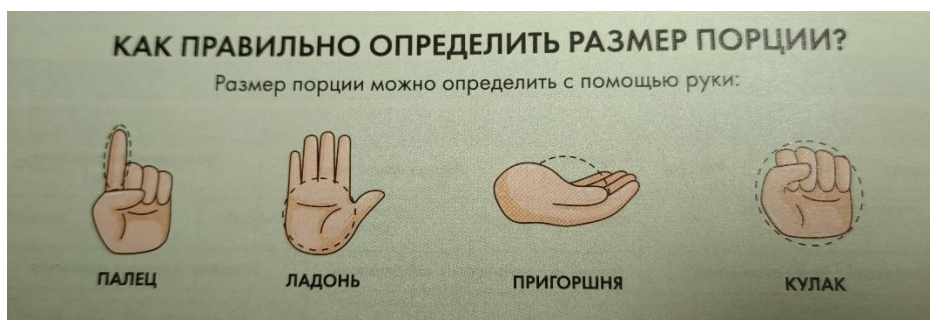 КАК ПРАВИЛЬНО ОПРЕДЕЛИТЬ РАЗМЕР ПОРЦИИ?
Размер порции можно определить с помощью руки:
ПАЛЕЦ ЛАДОНЬ ПРИГОРШНЯ КУЛАК